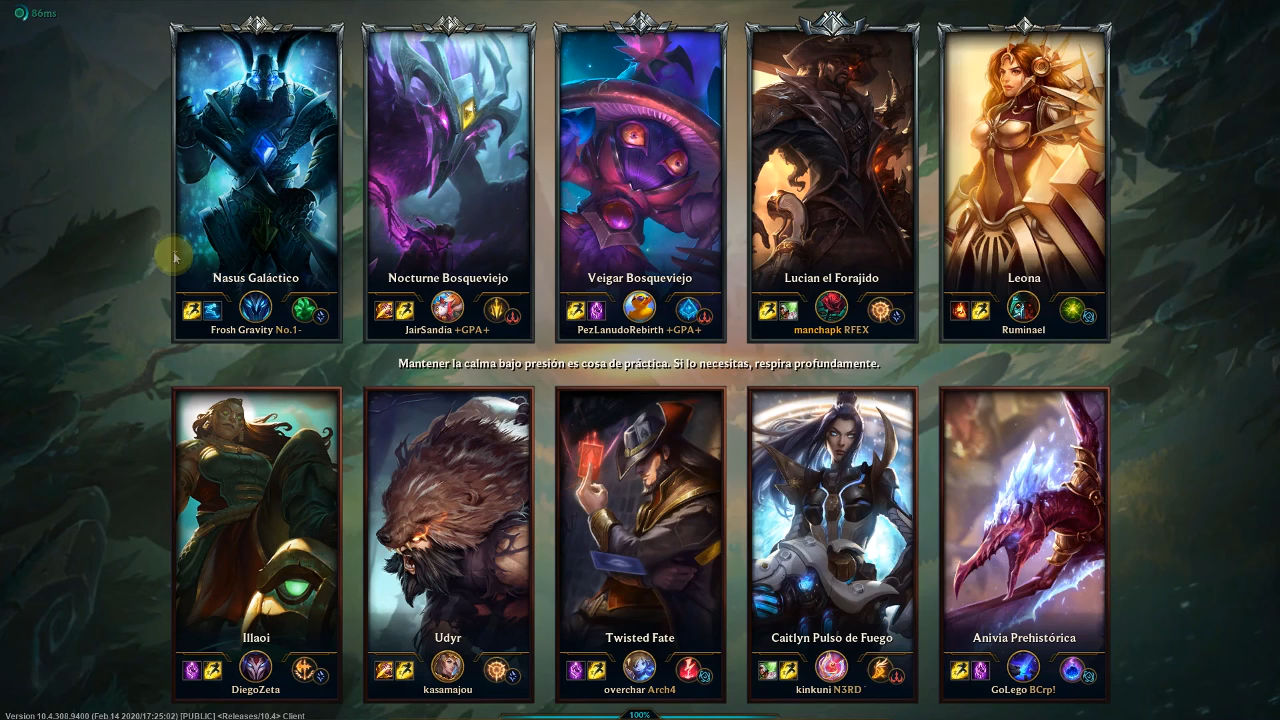 86ms
Nasus Galáctico
Frosh Gravity No.1-
Nocturne Bosqueviejo
JairSandia +GPA+
Veigar Bosqueviejo
PezLanudoRebirth +GPA+
Lucian el Forajido
manchapk RFEX
Leona
Ruminael
Mantener la calma bajo presión es cosa de práctica. Si lo necesitas, respira profundamente.
Illaoi
DiegoZeta
Udyr
kasamajou
Twisted Fate
overchar Arch4
Caitlyn Pulso de Fuego
kinkuni N3RD
Anivia Prehistórica
GoLego BCrp!
100%
Version 10.4.308.9400 (Feb 14 2020/17:25:02) [PUBLIC] <Releases/10.4> Client